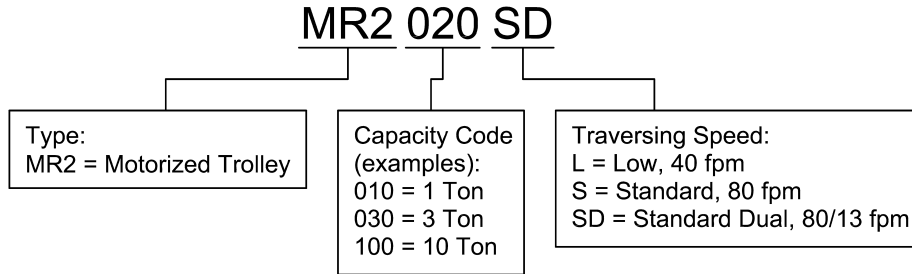 MR2 020 SD
Type:
MR2 = Motorized Trolley
Capacity Code
(examples):
010 = 1 Ton
030 = 3 Ton
100 = 10 Ton
Traversing Speed:
L = Low, 40 fpm
S = Standard, 80 fpm
SD = Standard Dual, 80/13 fpm